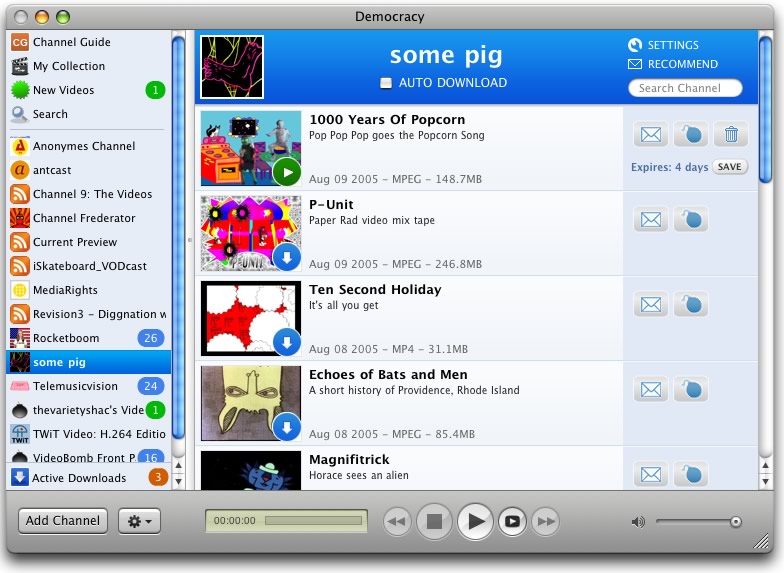 Democracy
CG Channel Guide
My Collection
New Videos 1
Search
Anonymes Channel
antcast
Channel 9: The Videos
Channel Frederator
Current Preview
iSkateboard_VODcast
MediaRights
Revision3 - Diggnation w
Rocketboom 26
some pig
Telemusicvision 24
thevarietyshac's Vide 1
TWiT TWiT Video: H.264 Editio
VideoBomb Front P 16
Active Downloads 3
some pig
AUTO DOWNLOAD
SETTINGS
RECOMMEND
Search Channel
1000 Years Of Popcorn
Pop Pop Pop goes the Popcorn Song
Aug 09 2005 - MPEG - 148.7MB
Expires: 4 days SAVE
P-Unit
Paper Rad video mix tape
P-UNIT
Aug 09 2005 - MPEG - 246.8MB
Ten Second Holiday
It's all you get
Aug 08 2005 - MP4 - 31.1MB
Echoes of Bats and Men
A short history of Providence, Rhode Island
Aug 08 2005 - MPEG - 85.4MB
Magnifitrick
Horace sees an alien
Add Channel
00:00:00